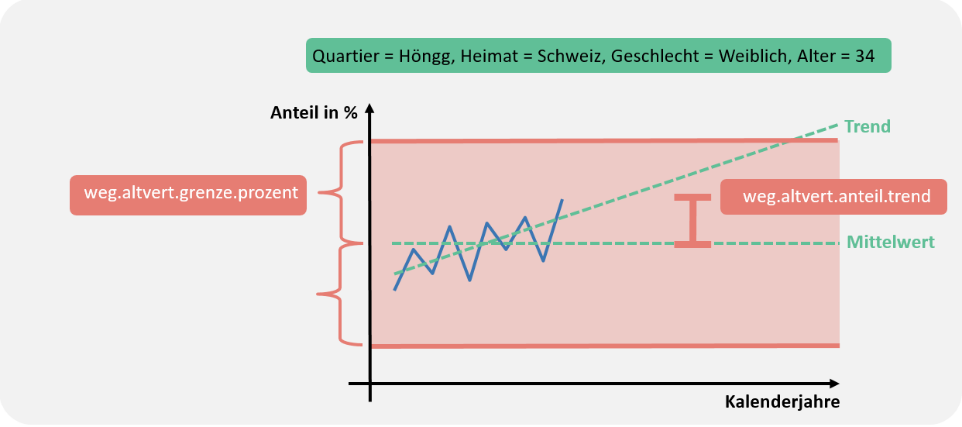 Quartier = Höngg, Heimat = Schweiz, Geschlecht = Weiblich, Alter = 34
Anteil in %
Trend
weg.altvert.grenze.prozent
weg.altvert.anteil.trend
Mittelwert
Kalenderjahre